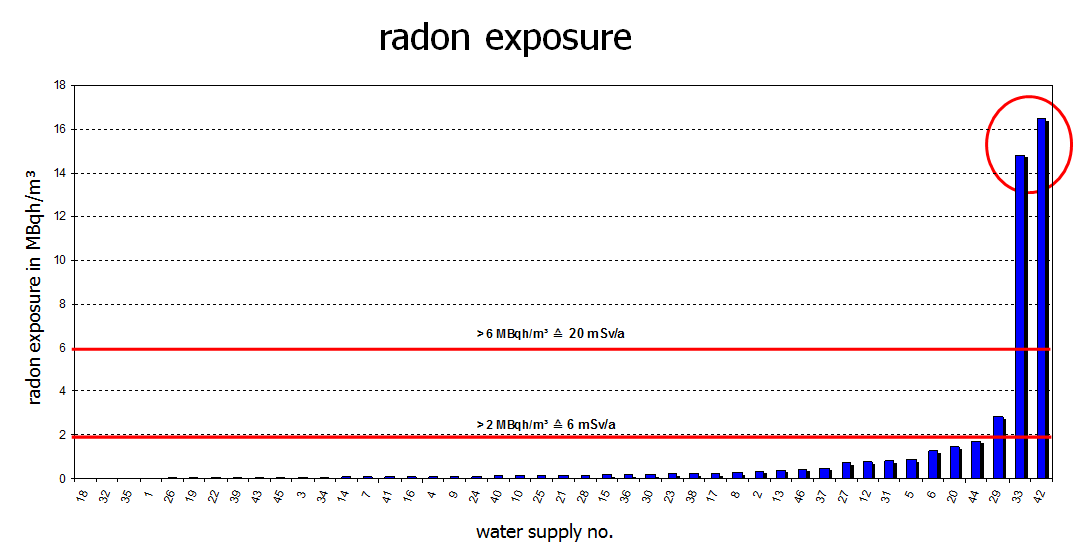 radon exposure
radon exposure in MBqh/m³
18
16
14
12
10
8
6
4
2
0
>6 MBqh/m³ ≙ 20 mSv/a
>2 MBqh/m³ ≙ 6 mSv/a
18 32 35 1 26 19 22 39 43 45 3 34 14 7 41 16 4 9 24 40 10 25 21 28 15 36 30 23 38 17 8 2 13 46 37 27 12 31 5 6 20 44 29 33 42
water supply no.